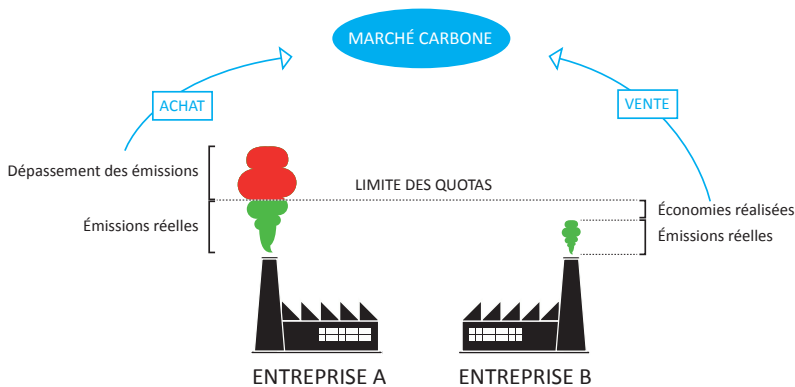 MARCHÉ CARBONE
ACHAT
VENTE
Dépassement des émissions
LIMITE DES QUOTAS
Émissions réelles
Économies réalisées
Émissions réelles
ENTREPRISE A
ENTREPRISE B